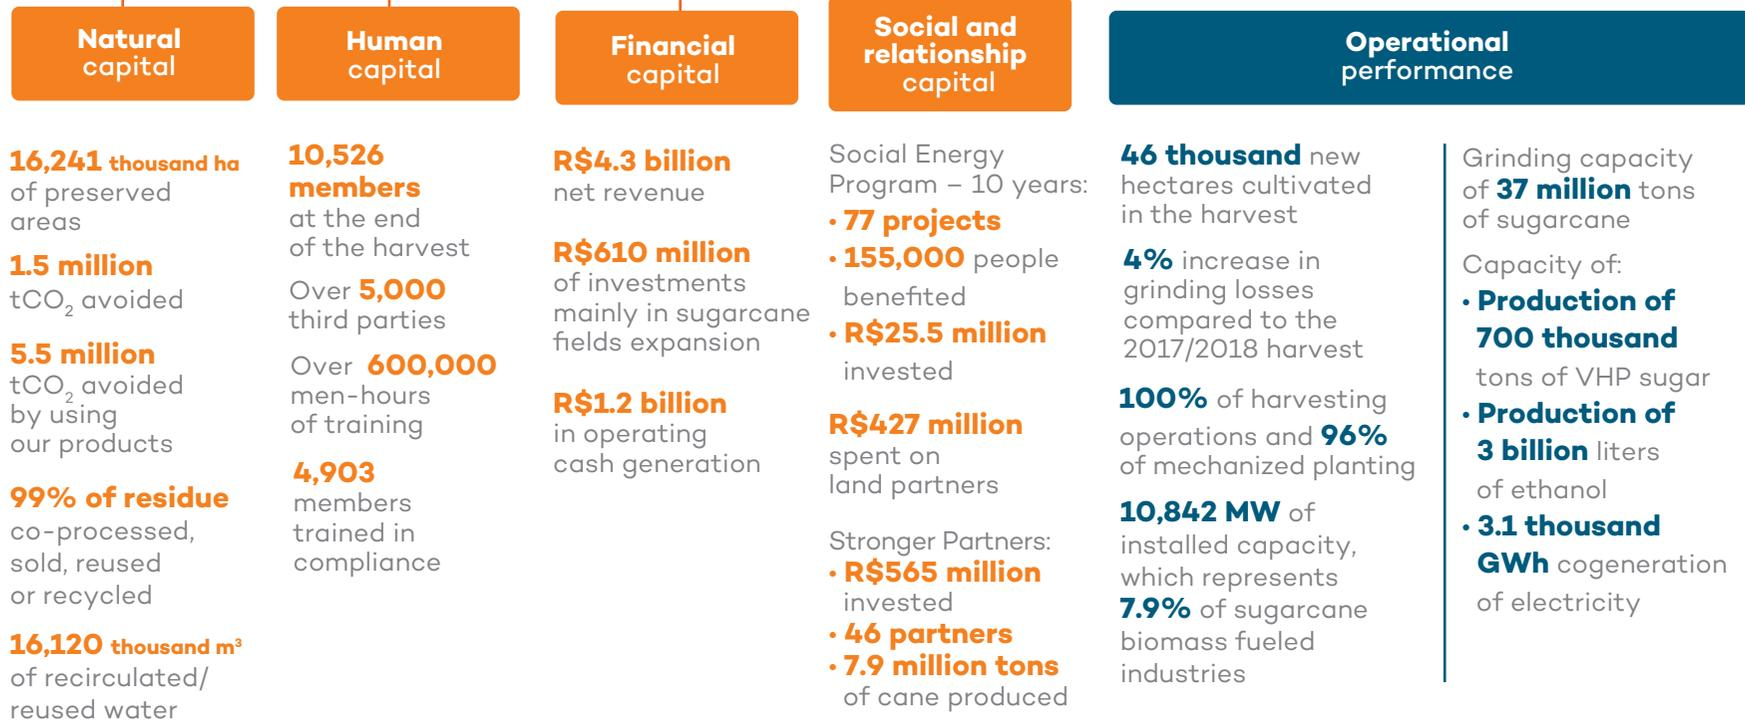 Natural
capital
16,241 thousand ha
of preserved
areas
1.5 million
tCO₂ avoided
5.5 million
tCO₂ avoided
by using
our products
99% of residue
co-processed,
sold, reused
or recycled
16,120 thousand m³
of recirculated/
reused water
Human
capital
10,526
members
at the end
of the harvest
Over 5,000
third parties
Over 600,000
men-hours
of training
4,903
members
trained in
compliance
Financial
capital
R$4.3 billion
net revenue
R$610 million
of investments
mainly in sugarcane
fields expansion
R$1.2 billion
in operating
cash generation
Social and
relationship
capital
Social Energy
Program – 10 years:
• 77 projects
• 155,000 people
benefited
• R$25.5 million
invested
R$427 million
spent on
land partners
Stronger Partners:
• R$565 million
invested
• 46 partners
• 7.9 million tons
of cane produced
Operational
performance
46 thousand new
hectares cultivated
in the harvest
4% increase in
grinding losses
compared to the
2017/2018 harvest
100% of harvesting
operations and 96%
of mechanized planting
10,842 MW of
installed capacity,
which represents
7.9% of sugarcane
biomass fueled
industries
Grinding capacity
of 37 million tons
of sugarcane
Capacity of:
• Production of
700 thousand
tons of VHP sugar
• Production of
3 billion liters
of ethanol
• 3.1 thousand
GWh cogeneration
of electricity